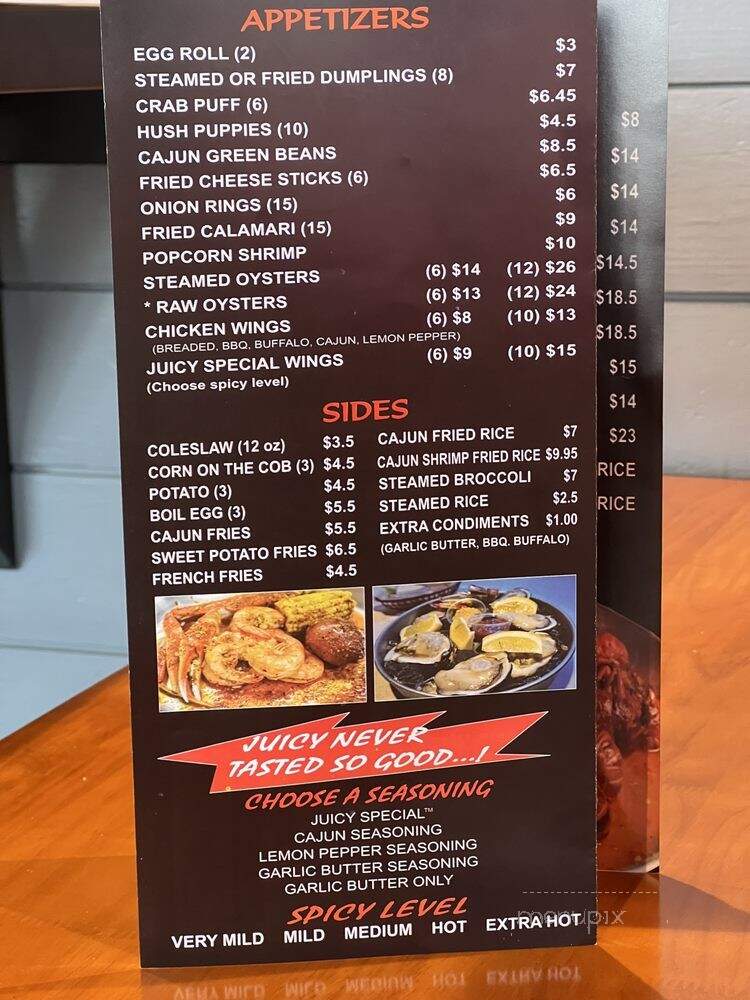 APPETIZERS
EGG ROLL (2) $3
STEAMED OR FRIED DUMPLINGS (8) $7
CRAB PUFF (6) $6.45
HUSH PUPPIES (10) $4.5
CAJUN GREEN BEANS $8.5
FRIED CHEESE STICKS (6) $6.5
ONION RINGS (15) $6
FRIED CALAMARI (15) $9
POPCORN SHRIMP $10
STEAMED OYSTERS (6) $14 (12) $26
* RAW OYSTERS (6) $13 (12) $24
CHICKEN WINGS (6) $8 (10) $13
(BREADED, BBQ, BUFFALO, CAJUN, LEMON PEPPER)
JUICY SPECIAL WINGS (6) $9 (10) $15
(Choose spicy level)
SIDES
COLESLAW (12 oz) $3.5
CORN ON THE COB (3) $4.5
POTATO (3) $4.5
BOIL EGG (3) $5.5
CAJUN FRIES $5.5
SWEET POTATO FRIES $6.5
FRENCH FRIES $4.5
CAJUN FRIED RICE $7
CAJUN SHRIMP FRIED RICE $9.95
STEAMED BROCCOLI $7
STEAMED RICE $2.5
EXTRA CONDIMENTS $1.00
(GARLIC BUTTER, BBQ. BUFFALO)
JUICY NEVER
TASTED SO GOOD...!
CHOOSE A SEASONING
JUICY SPECIAL™
CAJUN SEASONING
LEMON PEPPER SEASONING
GARLIC BUTTER SEASONING
GARLIC BUTTER ONLY
SPICY LEVEL
VERY MILD MILD MEDIUM HOT EXTRA HOT
$8
$14
$14
$14
$14.5
$18.5
$18.5
$15
$14
$23
RICE
RICE
menupix